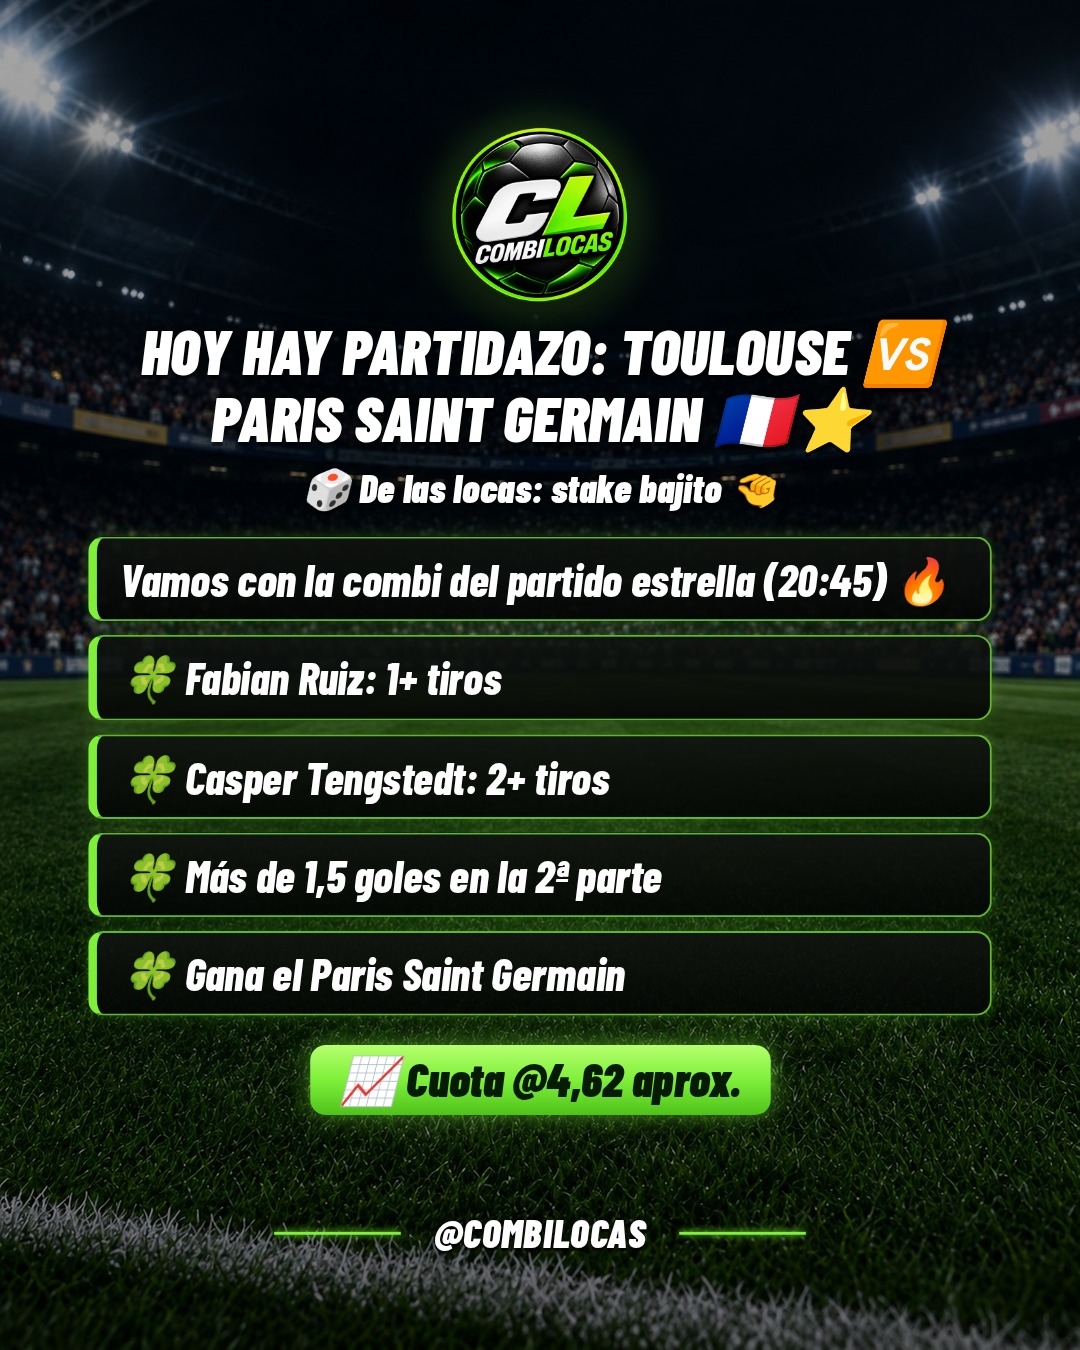 CL
COMBILOCAS
HOY HAY PARTIDAZO: TOULOUSE 🆚
PARIS SAINT GERMAIN 🇫🇷⭐
🎲 De las locas: stake bajito 🤏
Vamos con la combi del partido estrella (20:45) 🔥
🍀 Fabian Ruiz: 1+ tiros
🍀 Casper Tengstedt: 2+ tiros
🍀 Más de 1,5 goles en la 2ª parte
🍀 Gana el Paris Saint Germain
📈 Cuota @4,62 aprox.
@COMBILOCAS